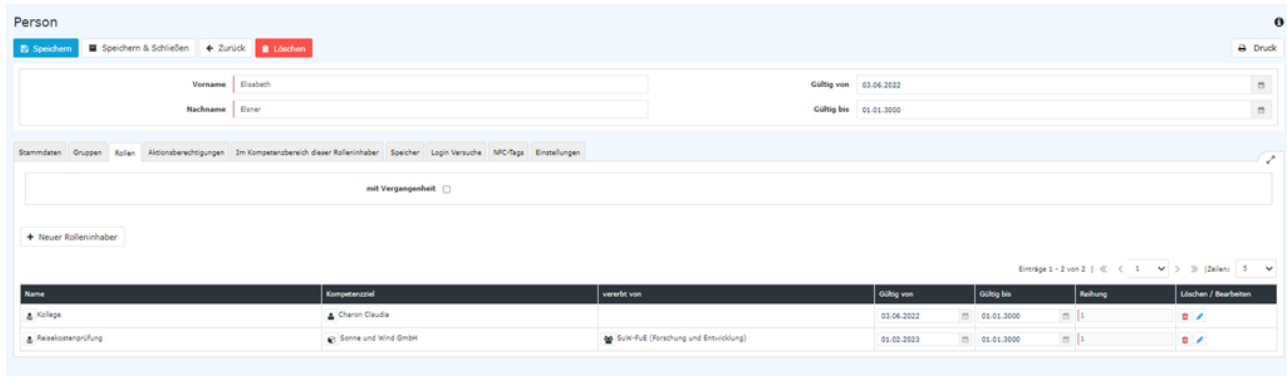 Person
Speichern Speichern & Schließen Zurück Löschen Druck
Vorname Elisabeth Gültig von 03.06.2022
Nachname Elsner Gültig bis 01.01.3000
Stammdaten Gruppen Rollen Aktionsberechtigungen Im Kompetenzbereich dieser Rolleninhaber Speicher Login Versuche NFC-Tags Einstellungen
mit Vergangenheit
+ Neuer Rolleninhaber
Einträge 1 - 2 von 2 | 1 |Zeilen: 5
Name Kompetenzziel vererbt von Gültig von Gültig bis Reihung Löschen / Bearbeiten
Kollege Charon Claudia 03.06.2022 01.01.3000 1
Reisekostenprüfung Sonne und Wind GmbH SuW-FuE (Forschung und Entwicklung) 01.02.2023 01.01.3000 1